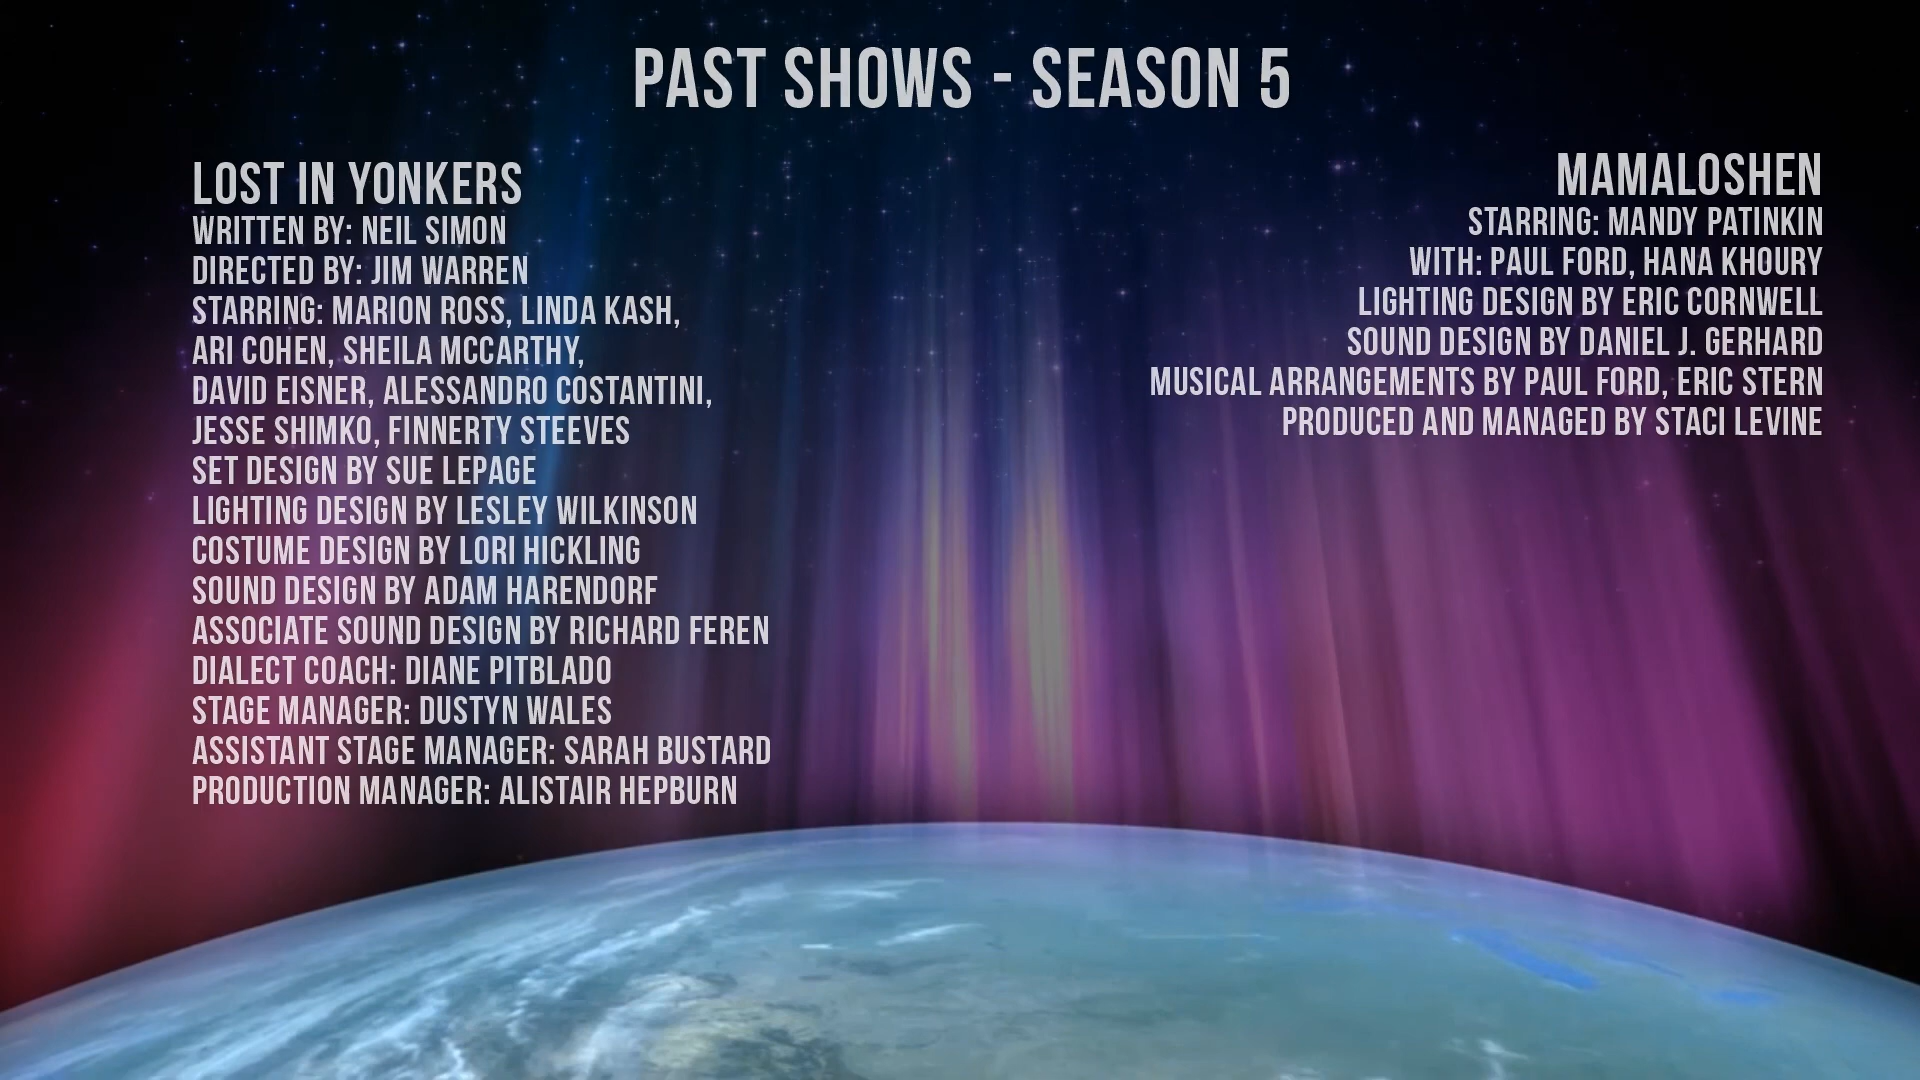 PAST SHOWS - SEASON 5
LOST IN YONKERS
WRITTEN BY: NEIL SIMON
DIRECTED BY: JIM WARREN
STARRING: MARION ROSS, LINDA KASH,
ARI COHEN, SHEILA MCCARTHY,
DAVID EISNER, ALESSANDRO COSTANTINI,
JESSE SHIMKO, FINNERTY STEEVES
SET DESIGN BY SUE LEPAGE
LIGHTING DESIGN BY LESLEY WILKINSON
COSTUME DESIGN BY LORI HICKLING
SOUND DESIGN BY ADAM HARENDORF
ASSOCIATE SOUND DESIGN BY RICHARD FEREN
DIALECT COACH: DIANE PITBLADO
STAGE MANAGER: DUSTYN WALES
ASSISTANT STAGE MANAGER: SARAH BUSTARD
PRODUCTION MANAGER: ALISTAIR HEPBURN
MAMALOSHEN
STARRING: MANDY PATINKIN
WITH: PAUL FORD, HANA KHOURY
LIGHTING DESIGN BY ERIC CORNWELL
SOUND DESIGN BY DANIEL J. GERHARD
MUSICAL ARRANGEMENTS BY PAUL FORD, ERIC STERN
PRODUCED AND MANAGED BY STACI LEVINE